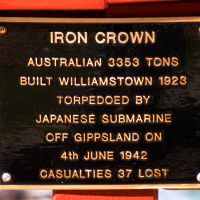 IRON CROWN
AUSTRALIAN 3353 TONS
BUILT WILLIAMSTOWN 1923
TORPEDOED BY
JAPANESE SUBMARINE
OFF GIPPSLAND ON
4th JUNE 1942
CASUALTIES 37 LOST